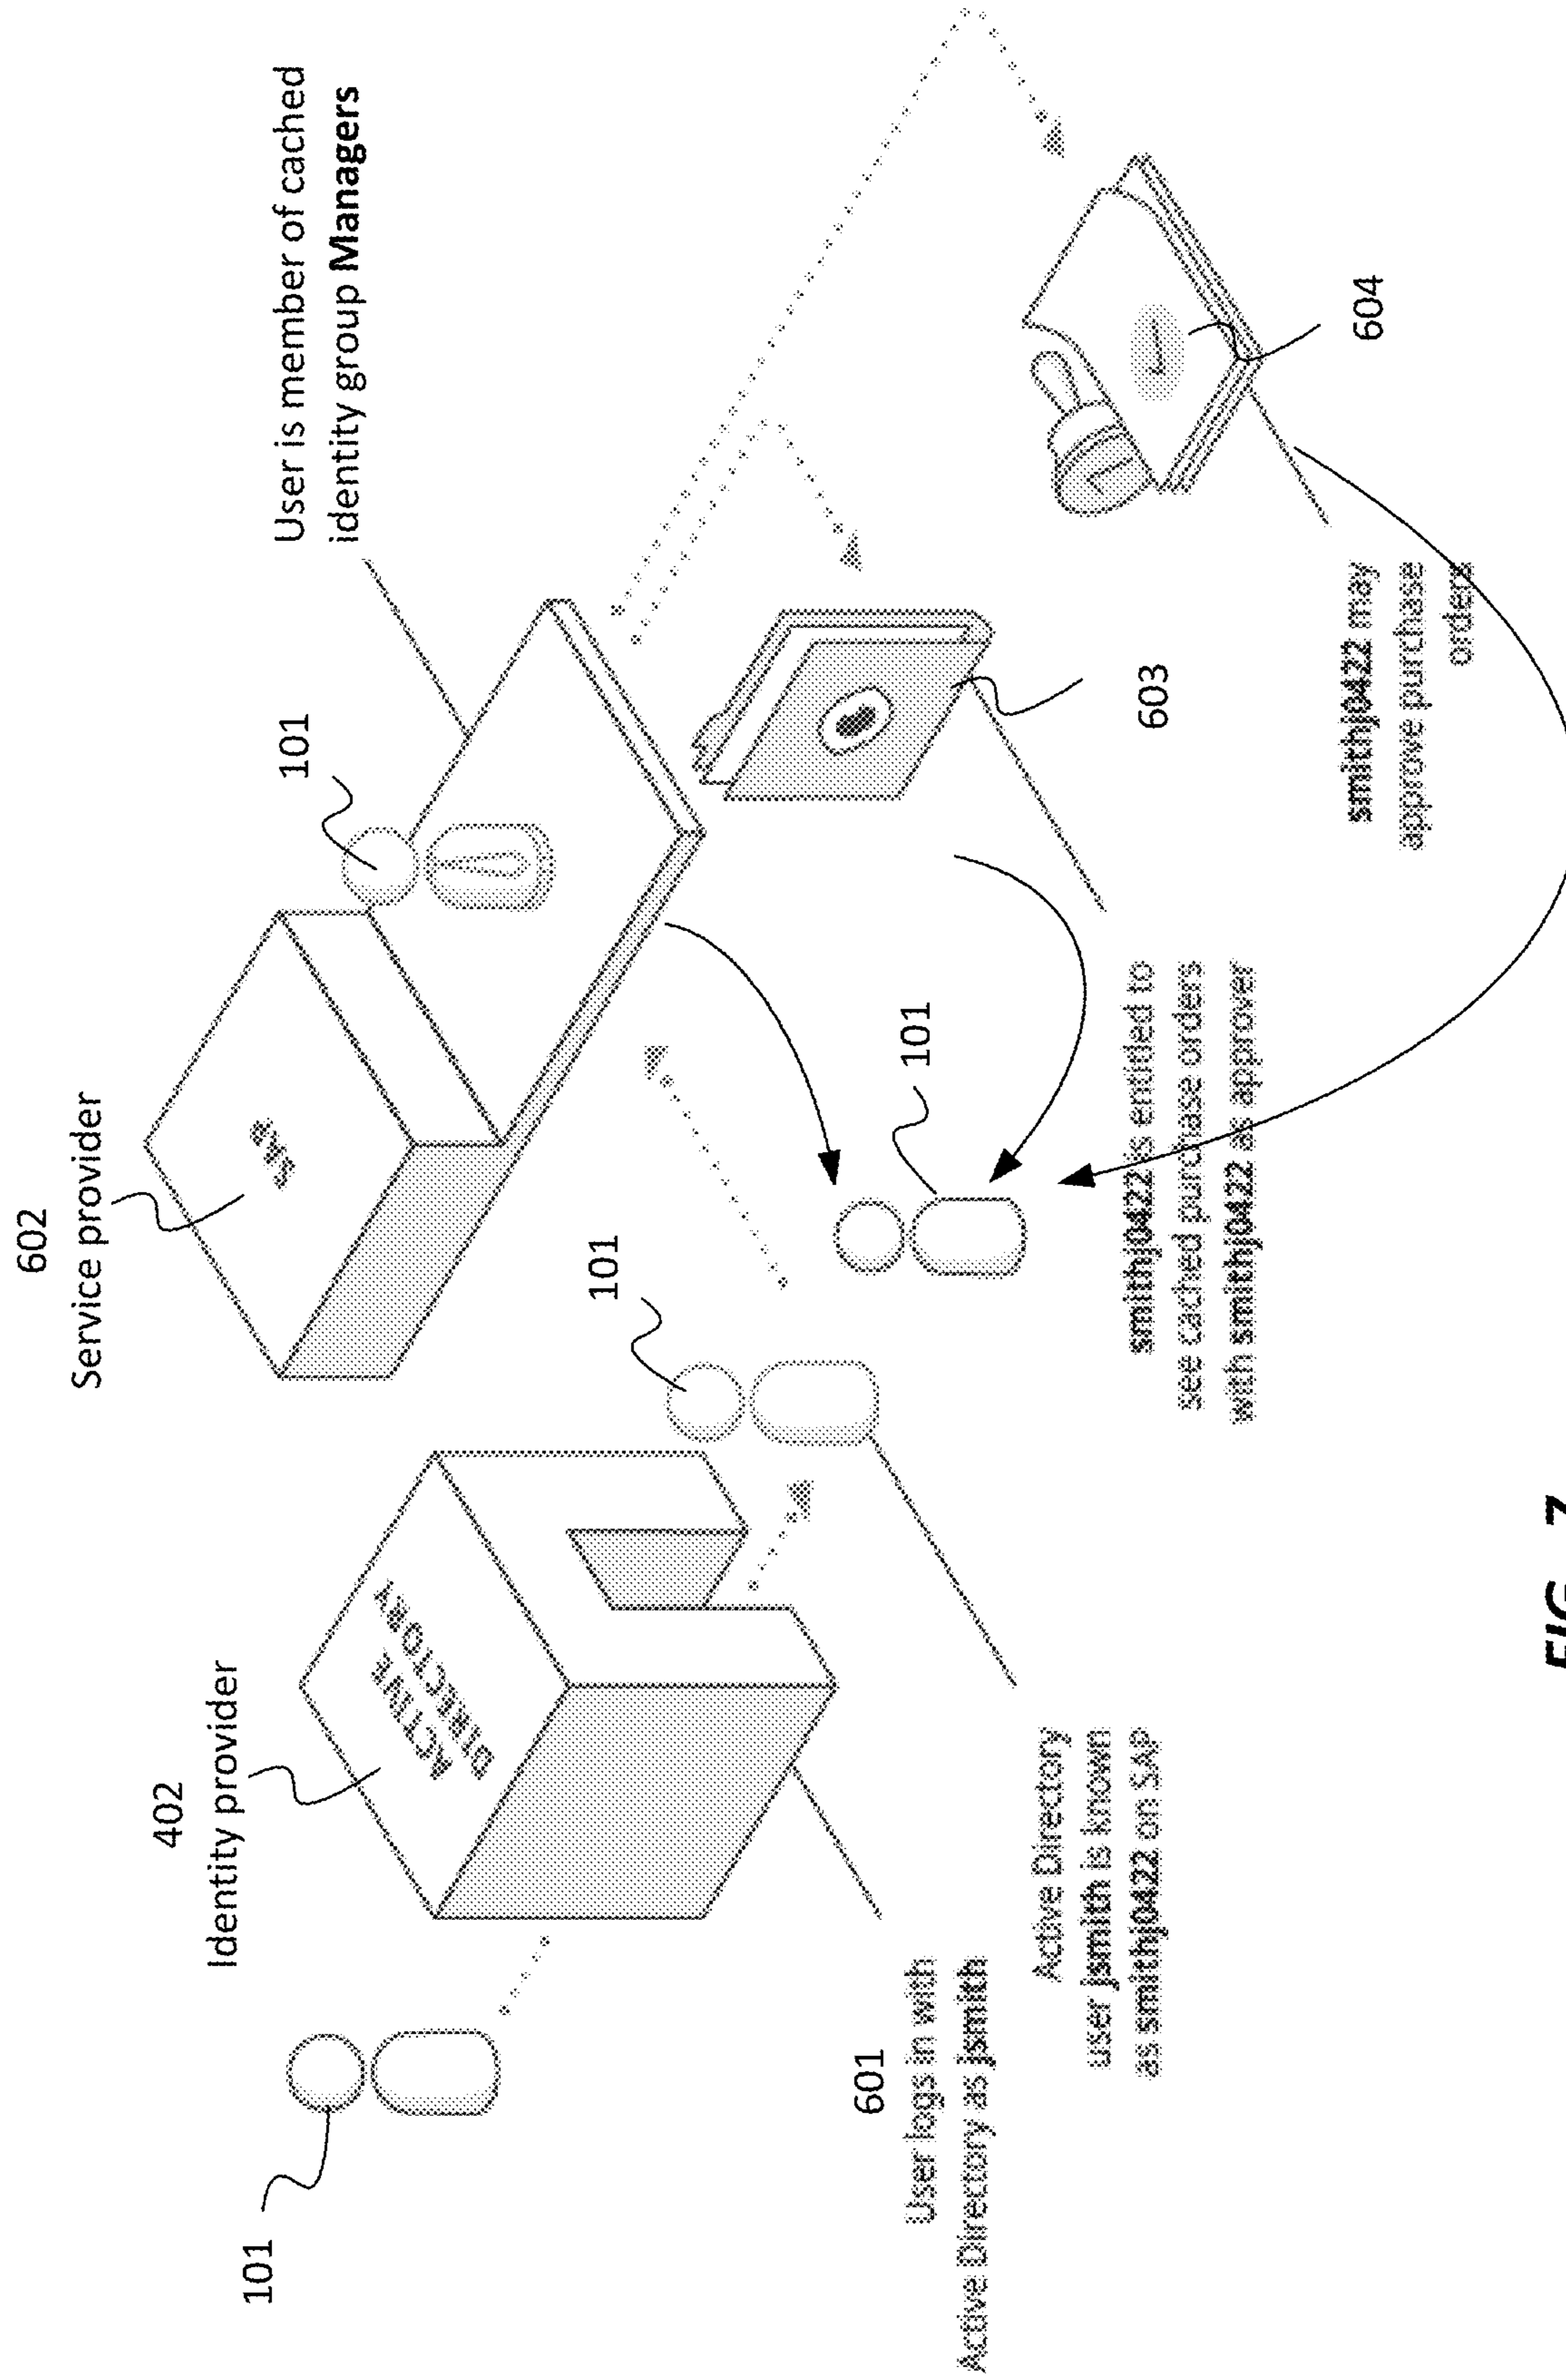 602
Service provider
SAP
402
Identity provider
ACTIVE
DIRECTORY
101
101
User is member of cached
identity group Managers
101
101
601
User logs in with
Active Directory as jsmith
Active Directory
user jsmith is known
as smithj0422 on SAP
smithj0422 is entitled to
see cached purchase orders
with smithj0422 as approver
603
smithj0422 may
approve purchase
orders
604
FIG. 7